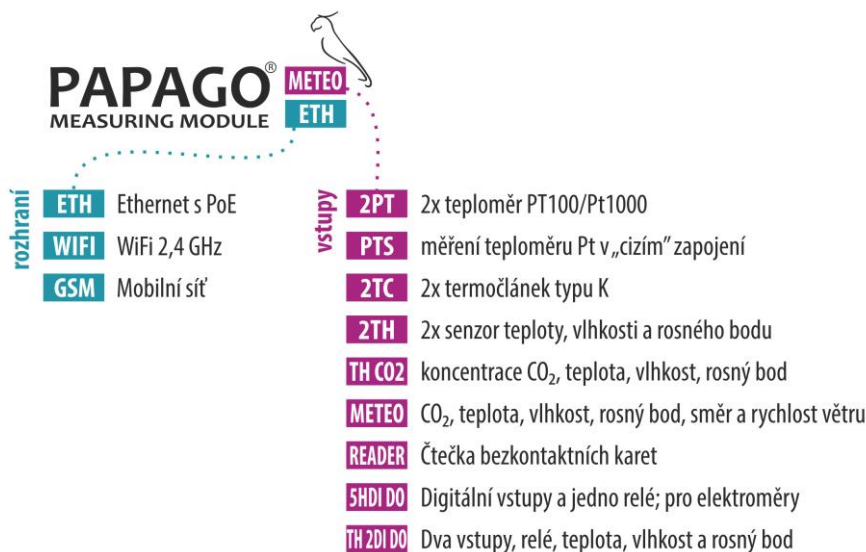 PAPAGO®
MEASURING MODULE
METEO
ETH
rozhraní
ETH Ethernet s PoE
WIFI WiFi 2,4 GHz
GSM Mobilní síť
vstupy
2PT 2x teploměr PT100/Pt1000
PTS měření teploměru Pt v „cizím” zapojení
2TC 2x termočlánek typu K
2TH 2x senzor teploty, vlhkosti a rosného bodu
TH CO2 koncentrace CO₂, teplota, vlhkost, rosný bod
METEO CO₂, teplota, vlhkost, rosný bod, směr a rychlost větru
READER Čtečka bezkontaktních karet
5HDI DO Digitální vstupy a jedno relé; pro elektroměry
TH 2DI DO Dva vstupy, relé, teplota, vlhkost a rosný bod